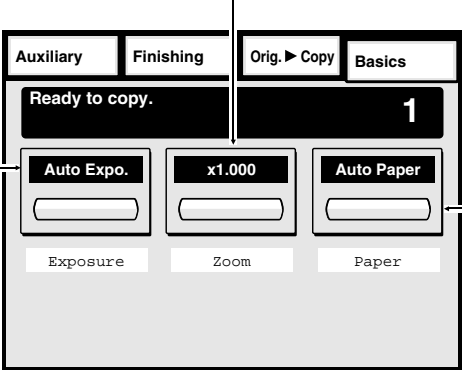 Auxiliary Finishing Orig. ▶ Copy Basics
Ready to copy. 1
Auto Expo. x1.000 Auto Paper
Exposure Zoom Paper